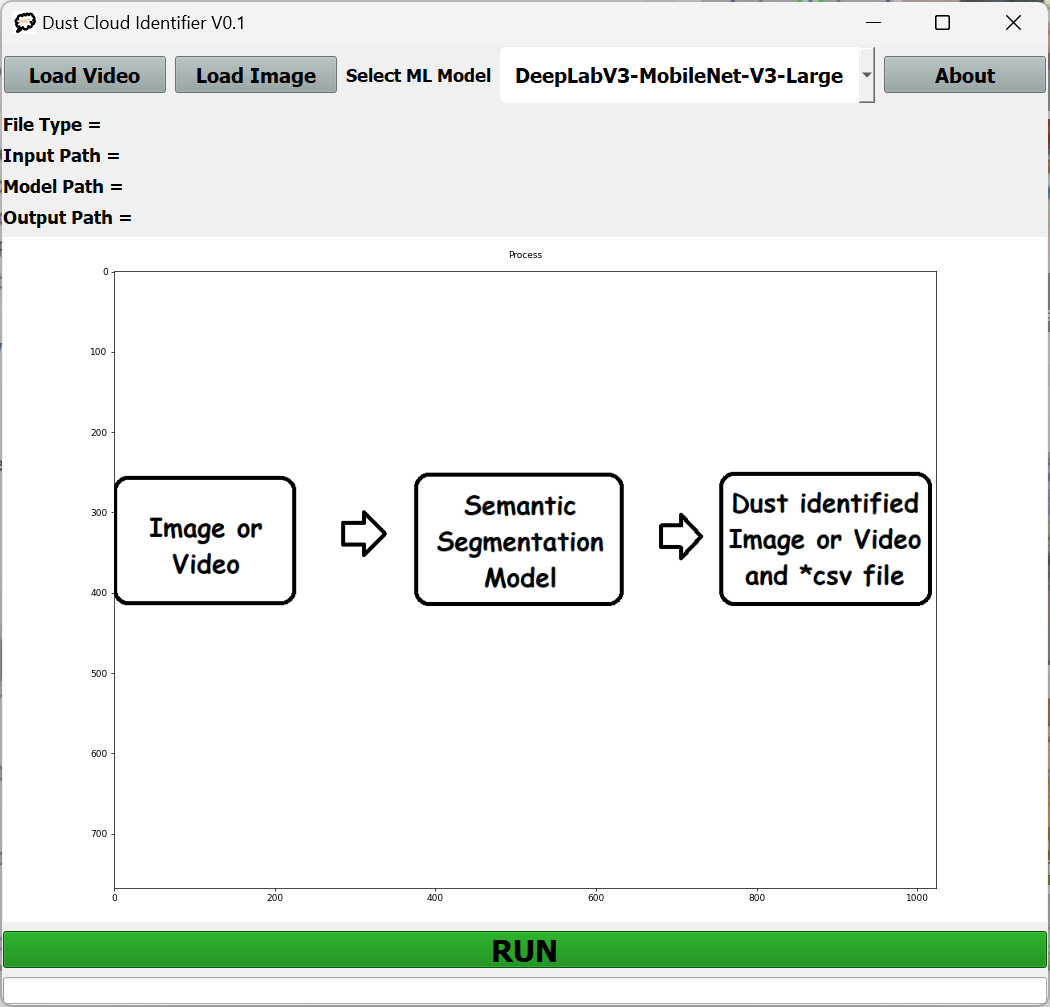 Dust Cloud Identifier V0.1
Load Video
Load Image
Select ML Model
DeepLabV3-MobileNet-V3-Large
About
File Type =
Input Path =
Model Path =
Output Path =
Process
0
100
200
300
400
500
600
700
Image or
Video
Semantic
Segmentation
Model
Dust identified
Image or Video
and *csv file
0
200
400
600
800
1000
RUN